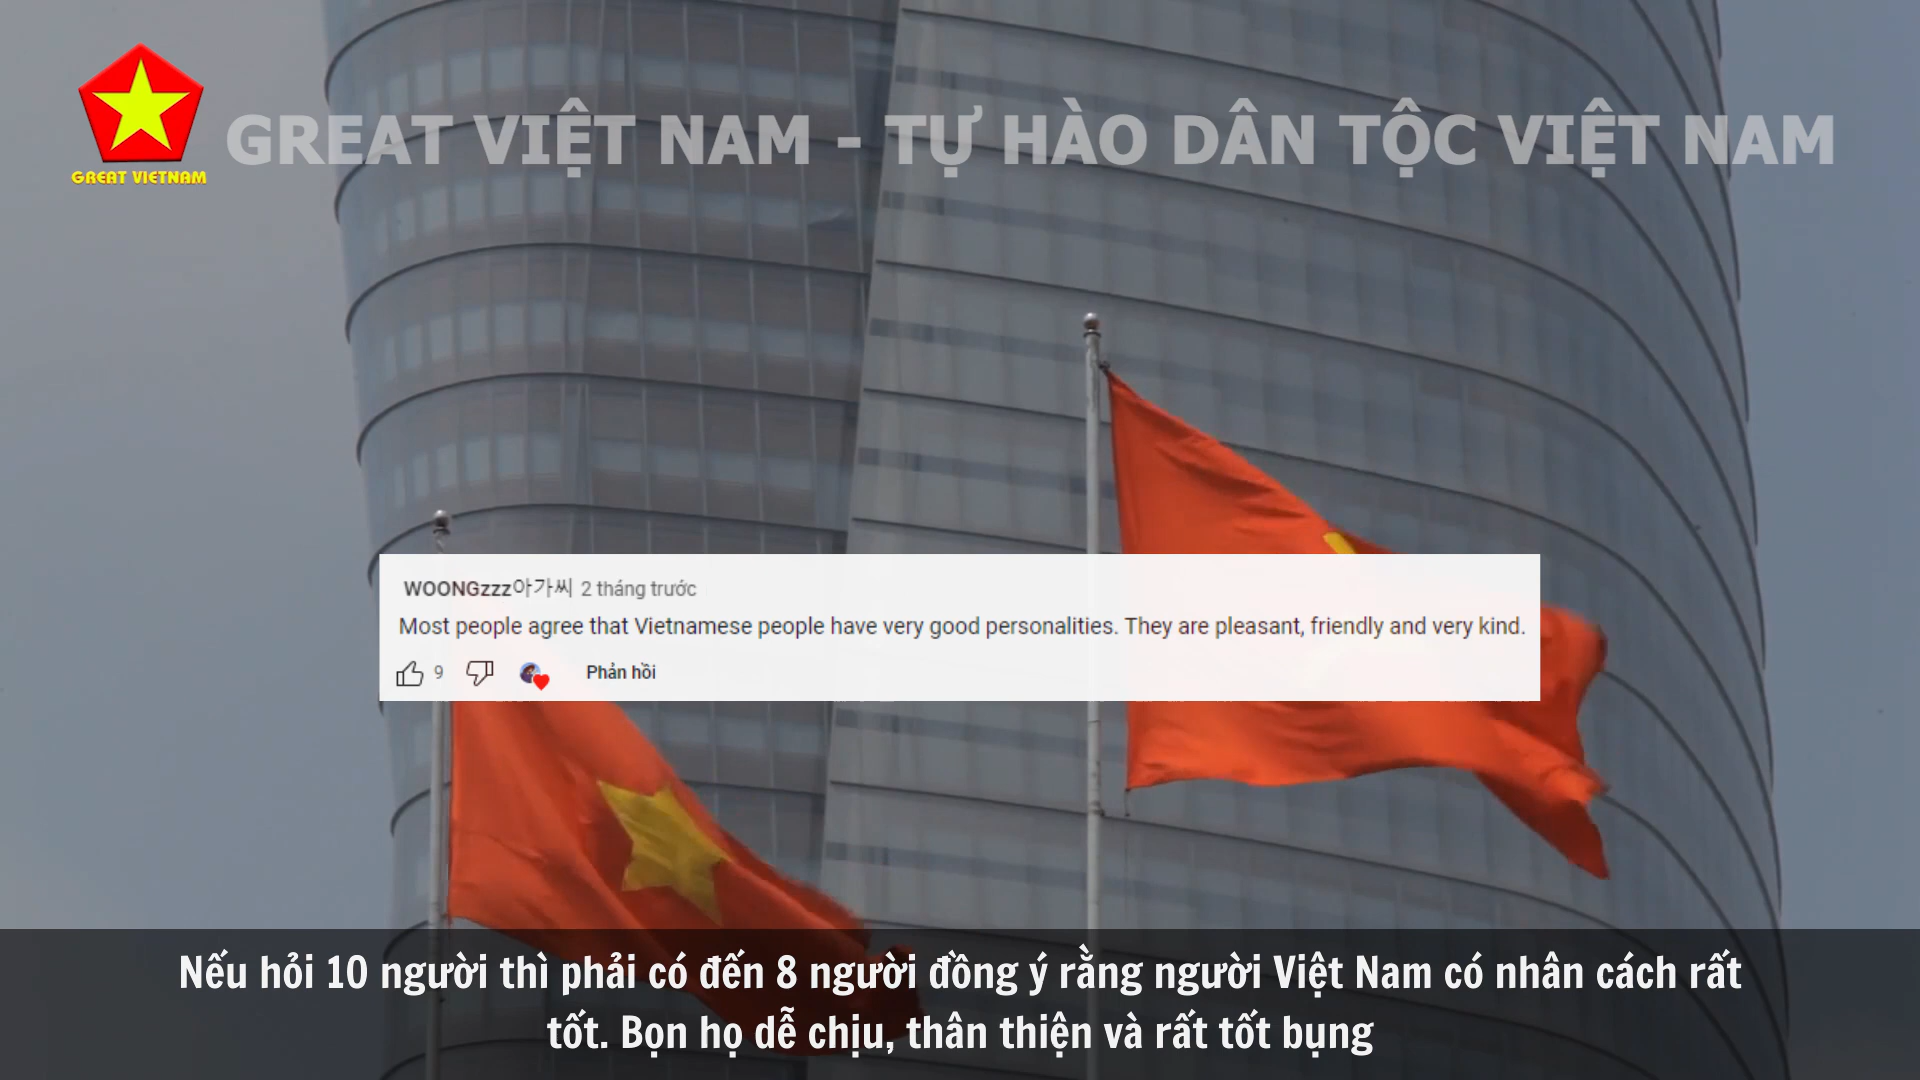 GREAT VIỆT NAM - TỰ HÀO DÂN TỘC VIỆT NAM
GREAT VIETNAM
WOONGzzz아가씨 2 tháng trước
Most people agree that Vietnamese people have very good personalities. They are pleasant, friendly and very kind.
9 Phản hồi
Nếu hỏi 10 người thì phải có đến 8 người đồng ý rằng người Việt Nam có nhân cách rất
tốt. Bọn họ dễ chịu, thân thiện và rất tốt bụng